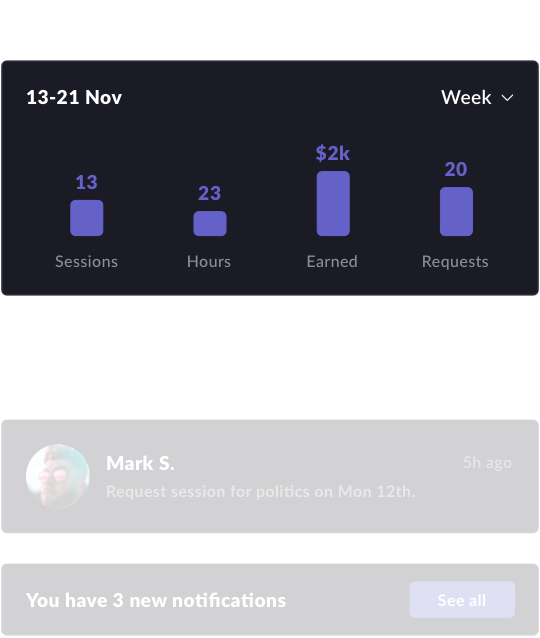 13-21 Nov
Week
13
23
$2k
20
Sessions
Hours
Earned
Requests
Mark S.
5h ago
Request session for politics on Mon 12th.
You have 3 new notifications
See all